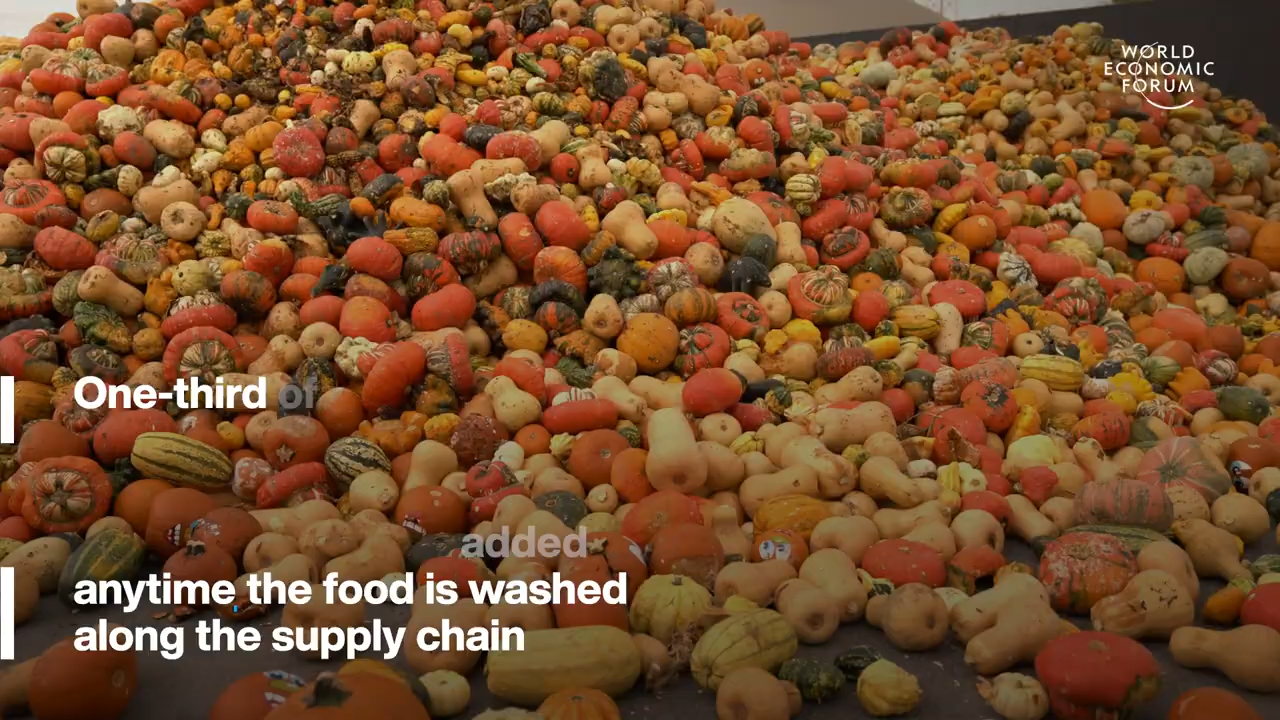 WORLD
ECONOMIC
FORUM
One-third of
added
anytime the food is washed
along the supply chain